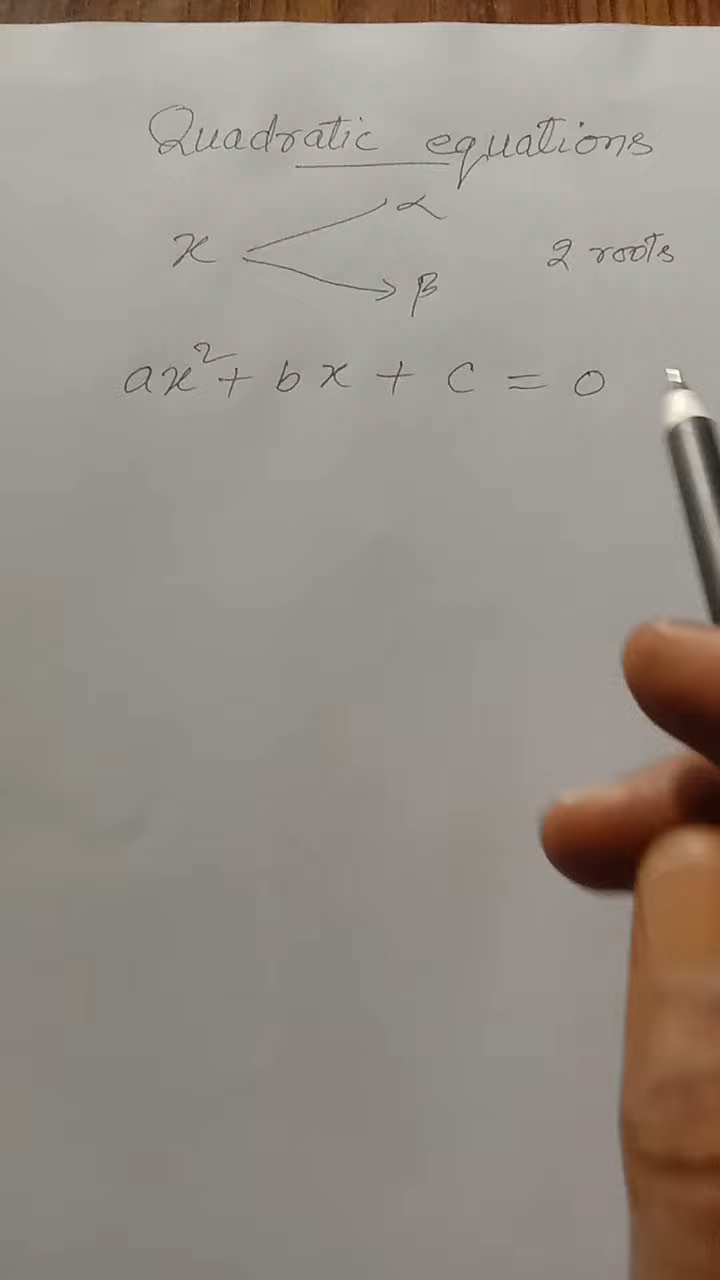 Quadratic equations
α
x 2 roots
β
ax² + bx + c = 0